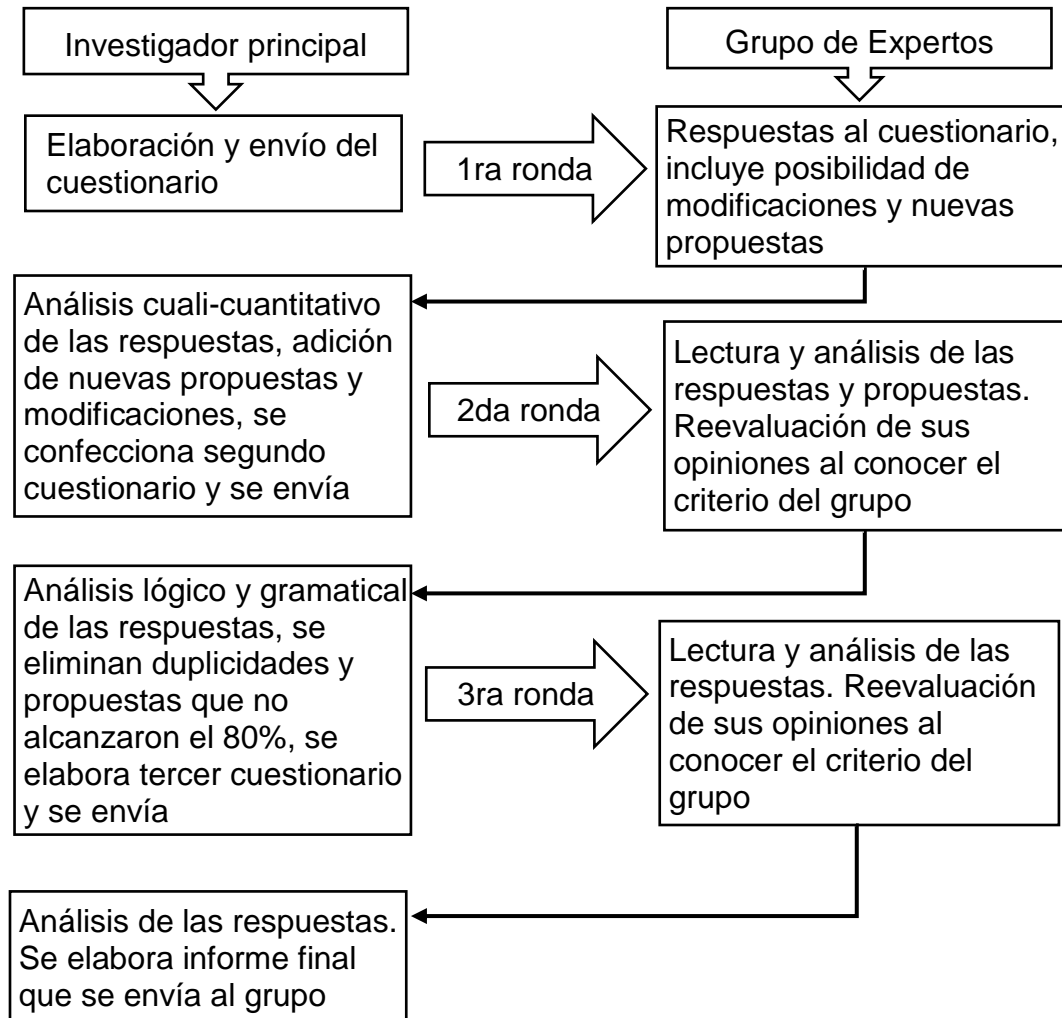 Investigador principal
Grupo de Expertos
Elaboración y envío del
cuestionario
1ra ronda
Respuestas al cuestionario,
incluye posibilidad de
modificaciones y nuevas
propuestas
Análisis cuali-cuantitativo
de las respuestas, adición
de nuevas propuestas y
modificaciones, se
confecciona segundo
cuestionario y se envía
2da ronda
Lectura y análisis de las
respuestas y propuestas.
Reevaluación de sus
opiniones al conocer el
criterio del grupo
Análisis lógico y gramatical
de las respuestas, se
eliminan duplicidades y
propuestas que no
alcanzaron el 80%, se
elabora tercer cuestionario
y se envía
3ra ronda
Lectura y análisis de las
respuestas. Reevaluación
de sus opiniones al
conocer el criterio del
grupo
Análisis de las respuestas.
Se elabora informe final
que se envía al grupo